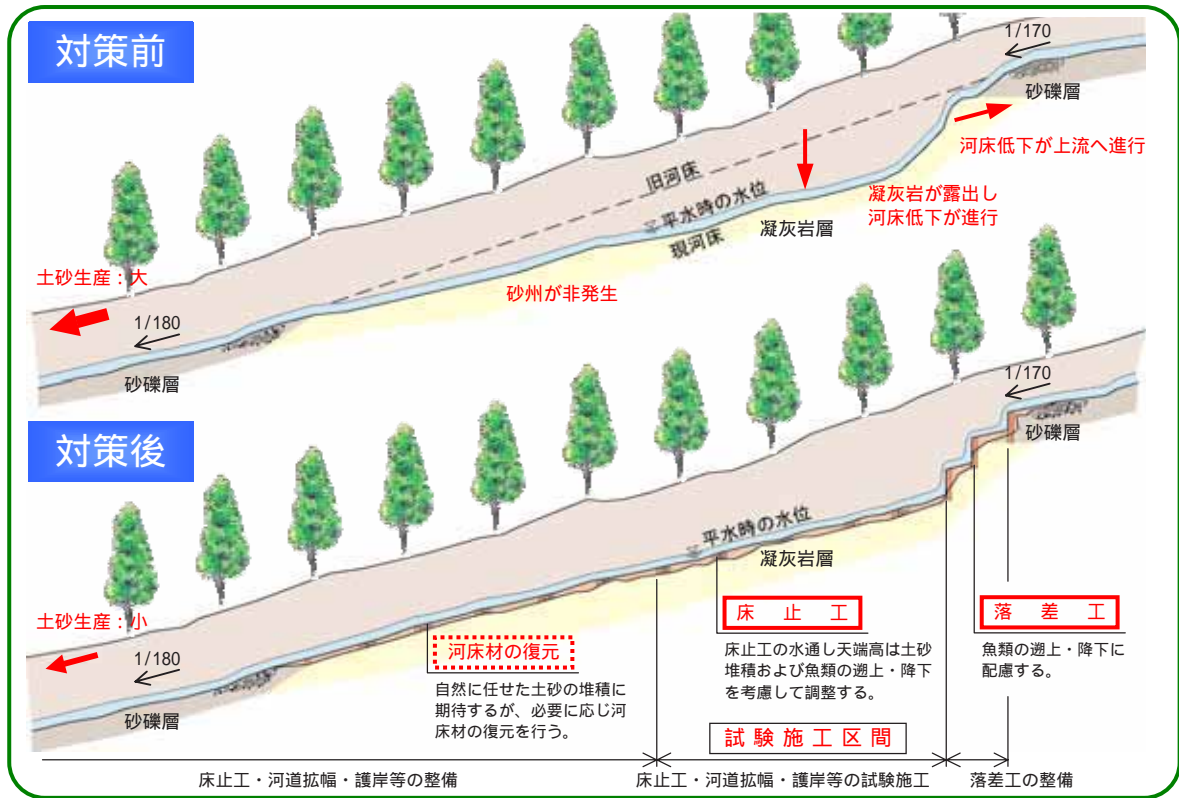 対策前
1/170
砂礫層
河床低下が上流へ進行
旧河床
平水時の水位
現河床
凝灰岩層
凝灰岩が露出し
河床低下が進行
砂州が非発生
土砂生産：大
1/180
砂礫層
対策後
1/170
砂礫層
平水時の水位
凝灰岩層
土砂生産：小
1/180
砂礫層
河床材の復元
自然に任せた土砂の堆積に
期待するが、必要に応じ河
床材の復元を行う。
床止工
床止工の水通し天端高は土砂
堆積および魚類の遡上・降下
を考慮して調整する。
落差工
魚類の遡上・降下に
配慮する。
試験施工区間
床止工・河道拡幅・護岸等の整備
床止工・河道拡幅・護岸等の試験施工
落差工の整備